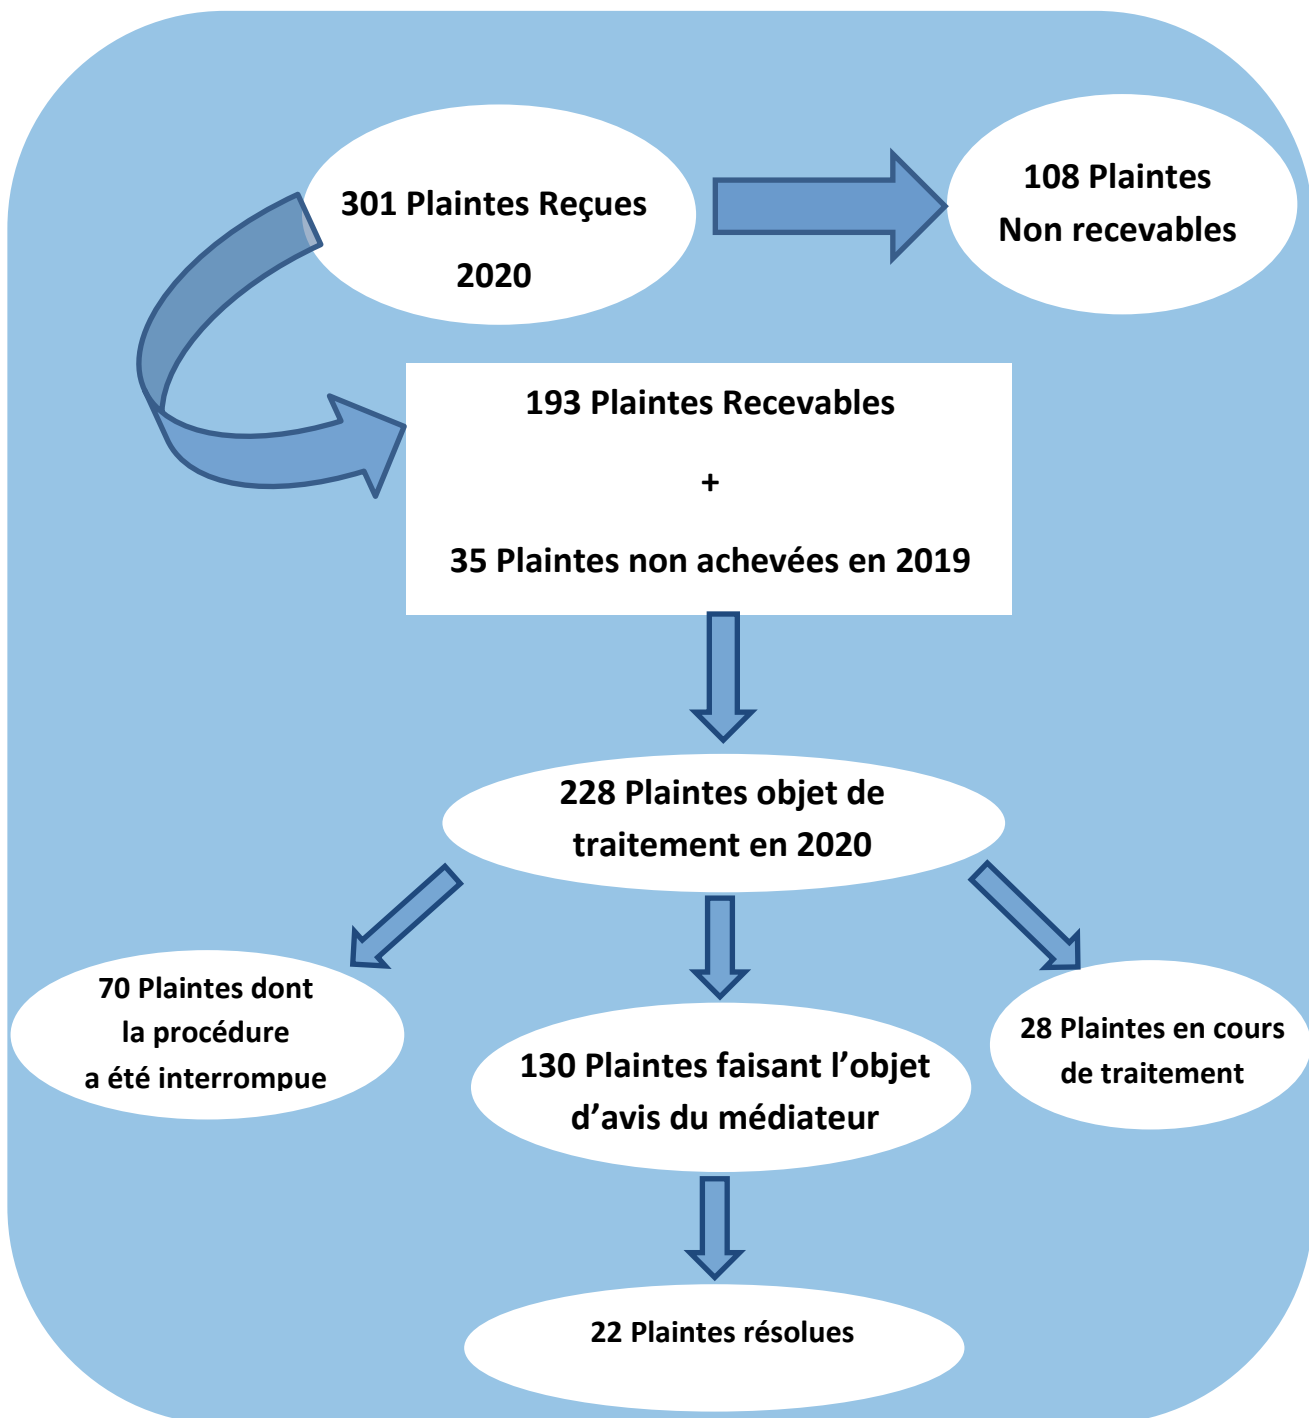 301 Plaintes Reçues
2020
108 Plaintes
Non recevables
193 Plaintes Recevables
+
35 Plaintes non achevées en 2019
228 Plaintes objet de
traitement en 2020
70 Plaintes dont
la procédure
a été interrompue
130 Plaintes faisant l’objet
d’avis du médiateur
28 Plaintes en cours
de traitement
22 Plaintes résolues